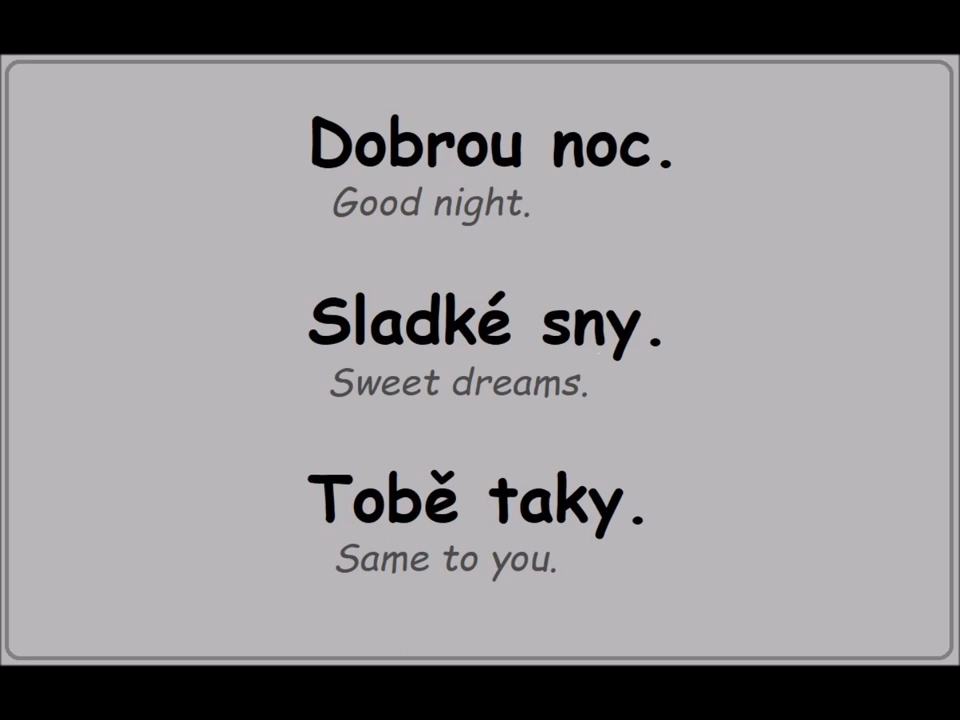 Dobrou noc.
Good night.
Sladké sny.
Sweet dreams.
Tobě taky.
Same to you.